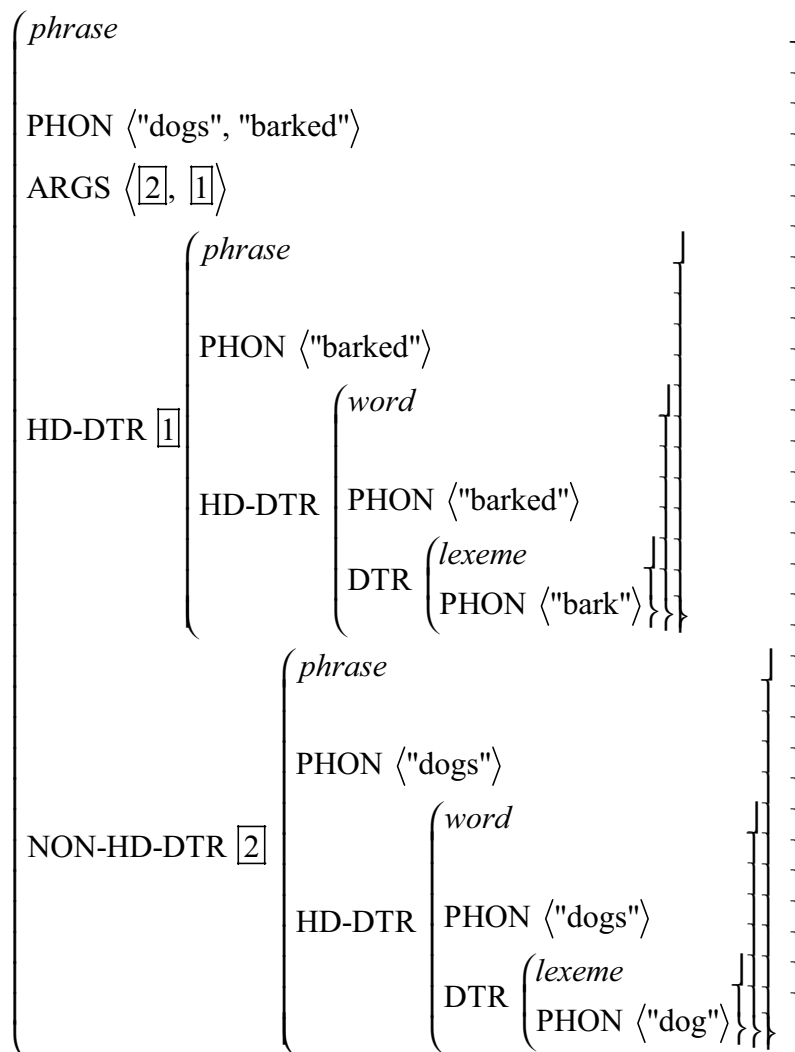 phrase
PHON ⟨"dogs", "barked"⟩
ARGS ⟨2, 1⟩
phrase
PHON ⟨"barked"⟩
word
HD-DTR 1
HD-DTR
PHON ⟨"barked"⟩
lexeme
DTR
PHON ⟨"bark"⟩
phrase
PHON ⟨"dogs"⟩
word
NON-HD-DTR 2
HD-DTR
PHON ⟨"dogs"⟩
lexeme
DTR
PHON ⟨"dog"⟩